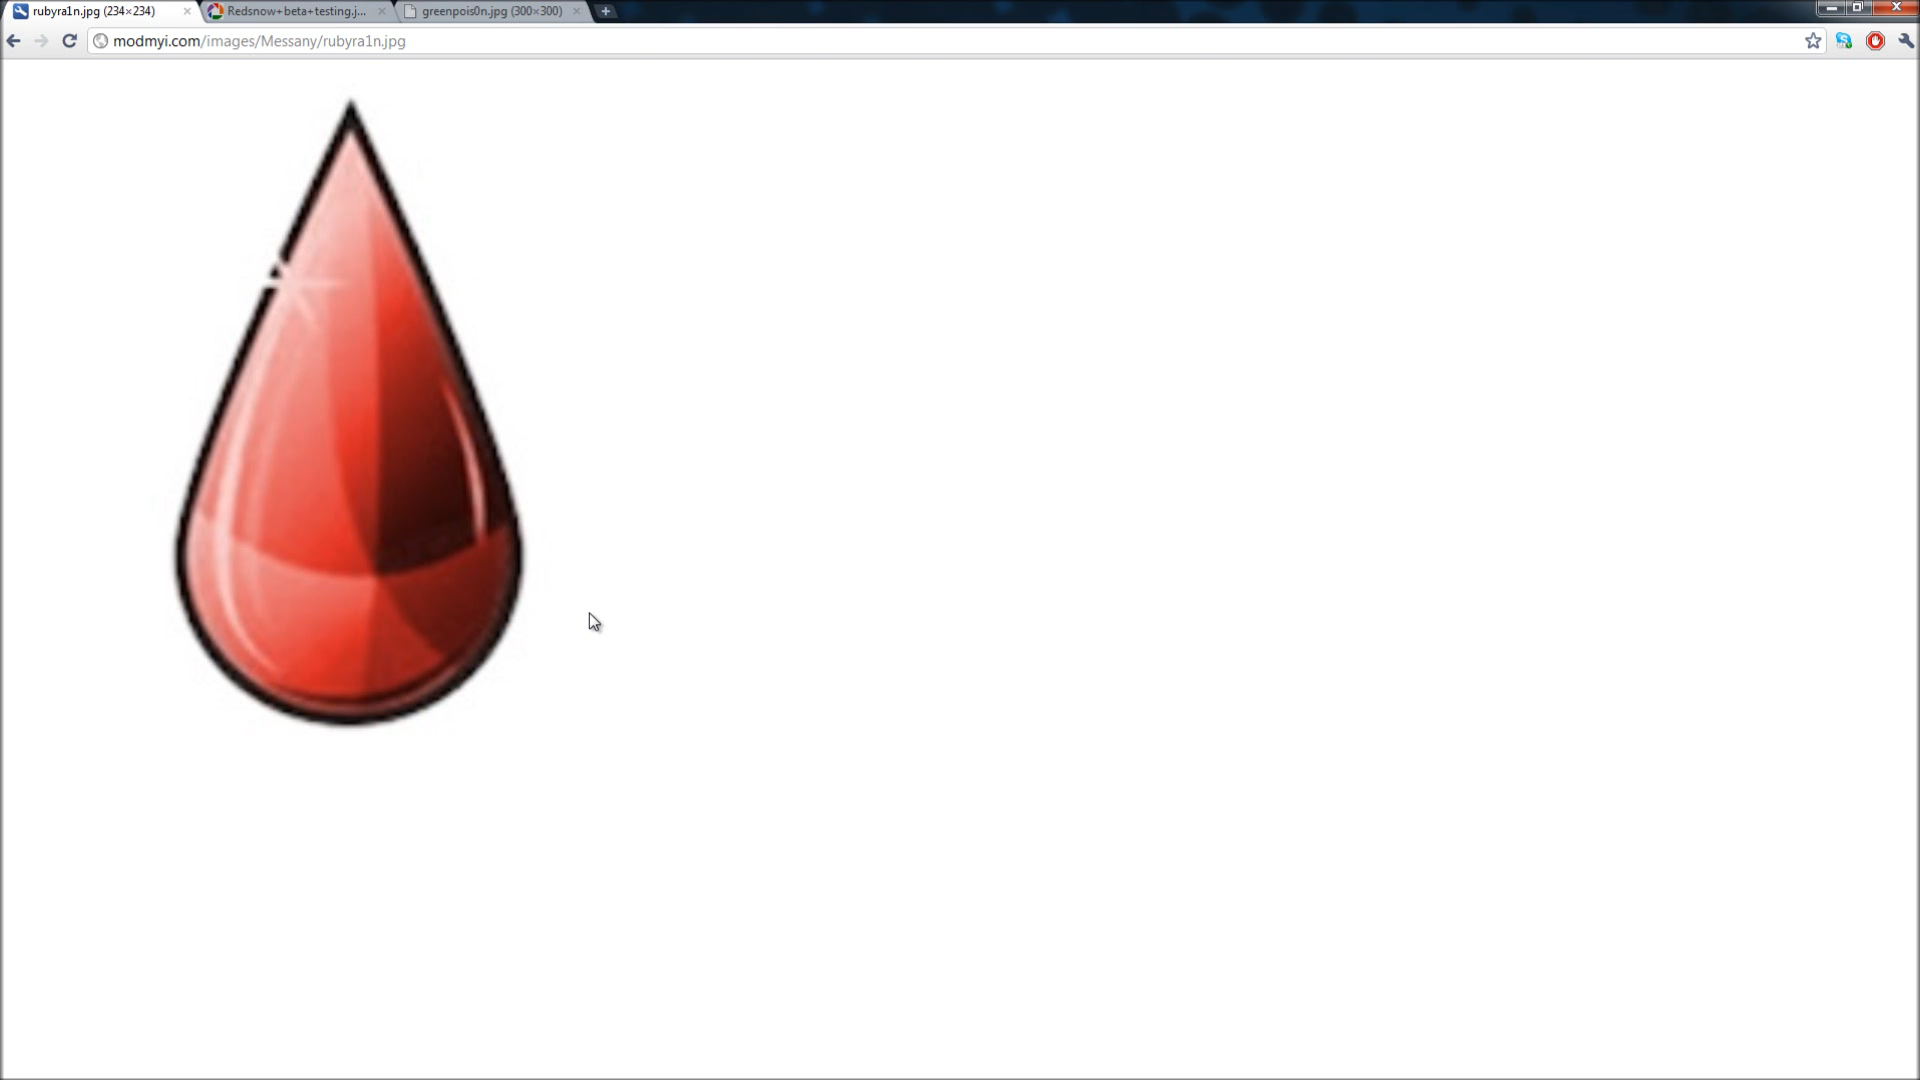 rubyra1n.jpg (234×234)
Redsnow+beta+testing.j...
greenpois0n.jpg (300×300)
modmyi.com/images/Messany/rubyra1n.jpg